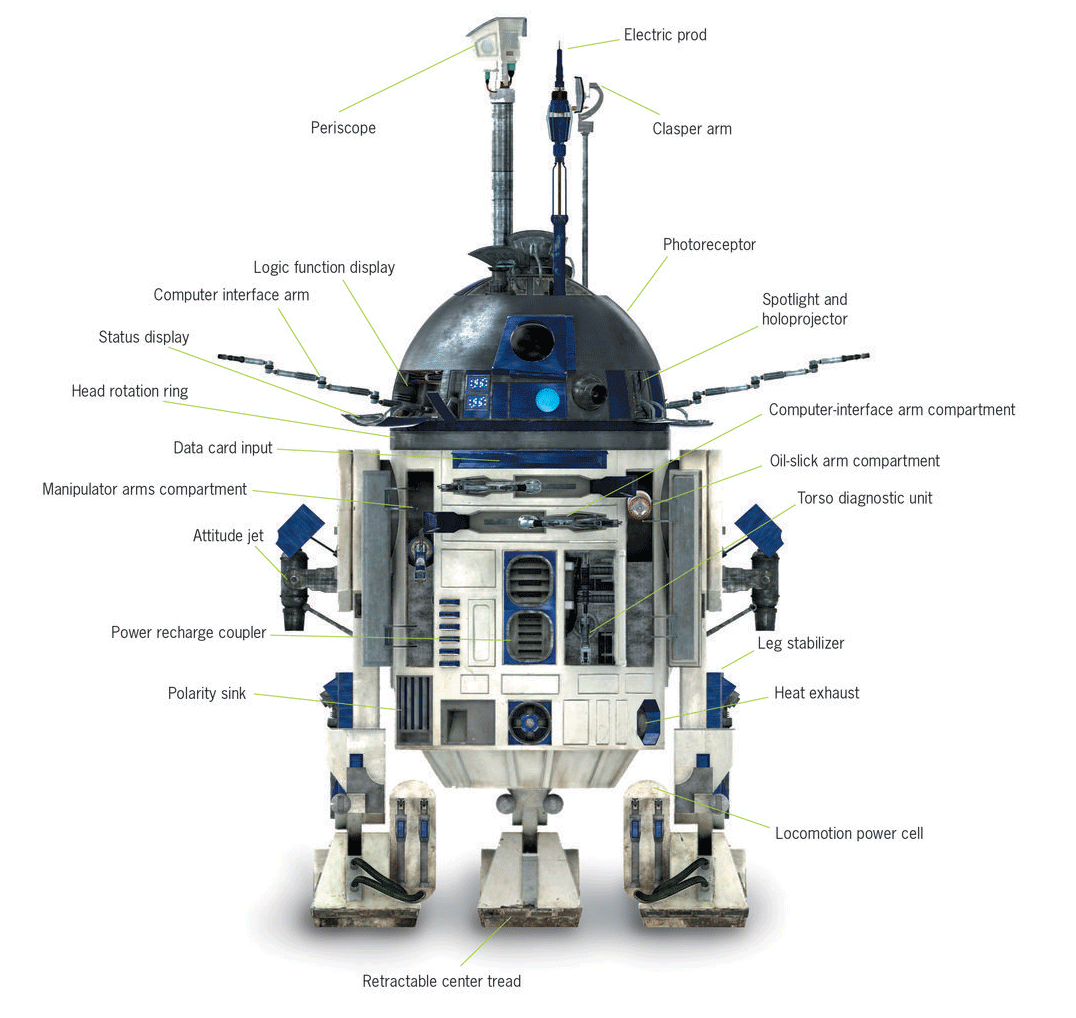 Electric prod
Periscope
Clasper arm
Photoreceptor
Logic function display
Computer interface arm
Spotlight and
holoprojector
Status display
Head rotation ring
Computer-interface arm compartment
Data card input
Oil-slick arm compartment
Manipulator arms compartment
Torso diagnostic unit
Attitude jet
Power recharge coupler
Leg stabilizer
Polarity sink
Heat exhaust
Locomotion power cell
Retractable center tread